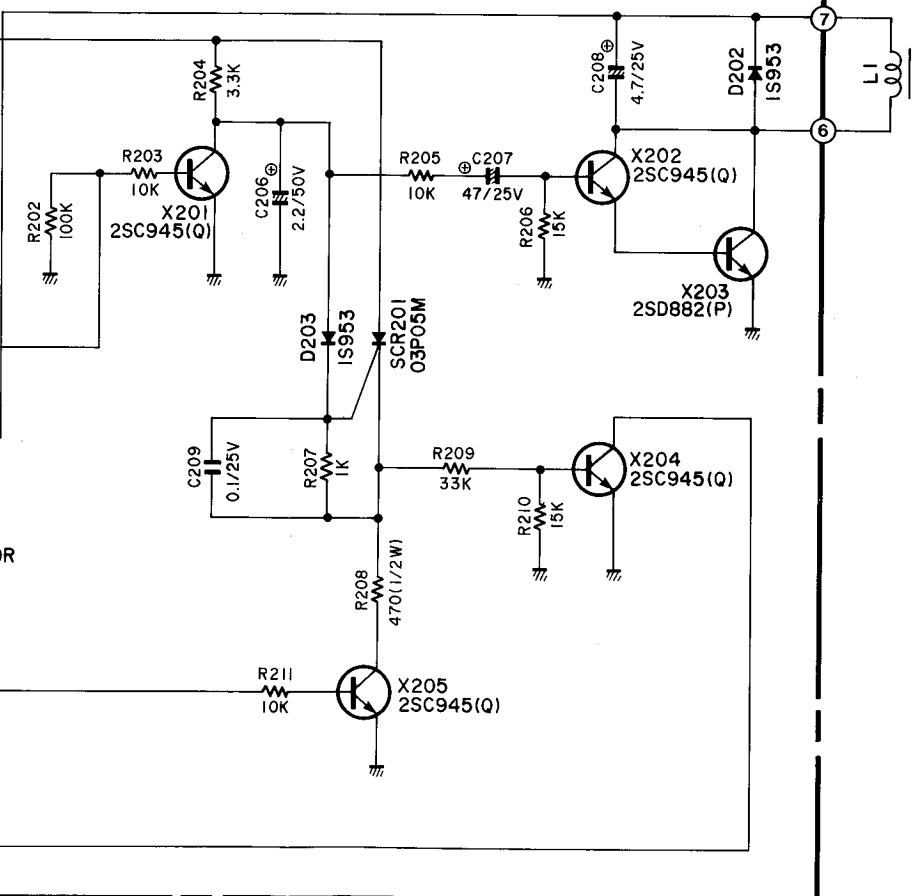 7
R204
3.3K
C208
⊕
4.7/25V
D202
1S953
L1
6
R203
10K
X201
2SC945(Q)
R202
100K
C206
⊕
2.2/50V
R205
10K
⊕ C207
47/25V
X202
2SC945(Q)
R206
15K
X203
2SD882(P)
D203
1S953
SCR201
03P05M
C209
0.1/25V
R207
1K
R209
33K
X204
2SC945(Q)
R210
15K
OR
R208
470(1/2W)
R211
10K
X205
2SC945(Q)